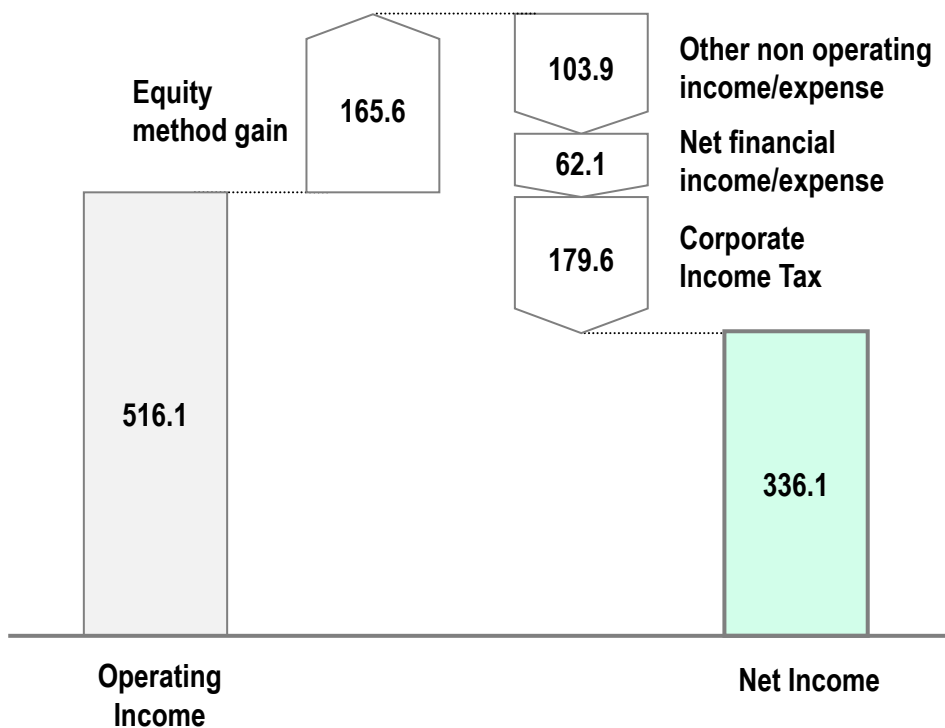 103.9
Other non operating
income/expense
Equity
method gain
165.6
62.1
Net financial
income/expense
179.6
Corporate
Income Tax
516.1
336.1
Operating
Income
Net Income